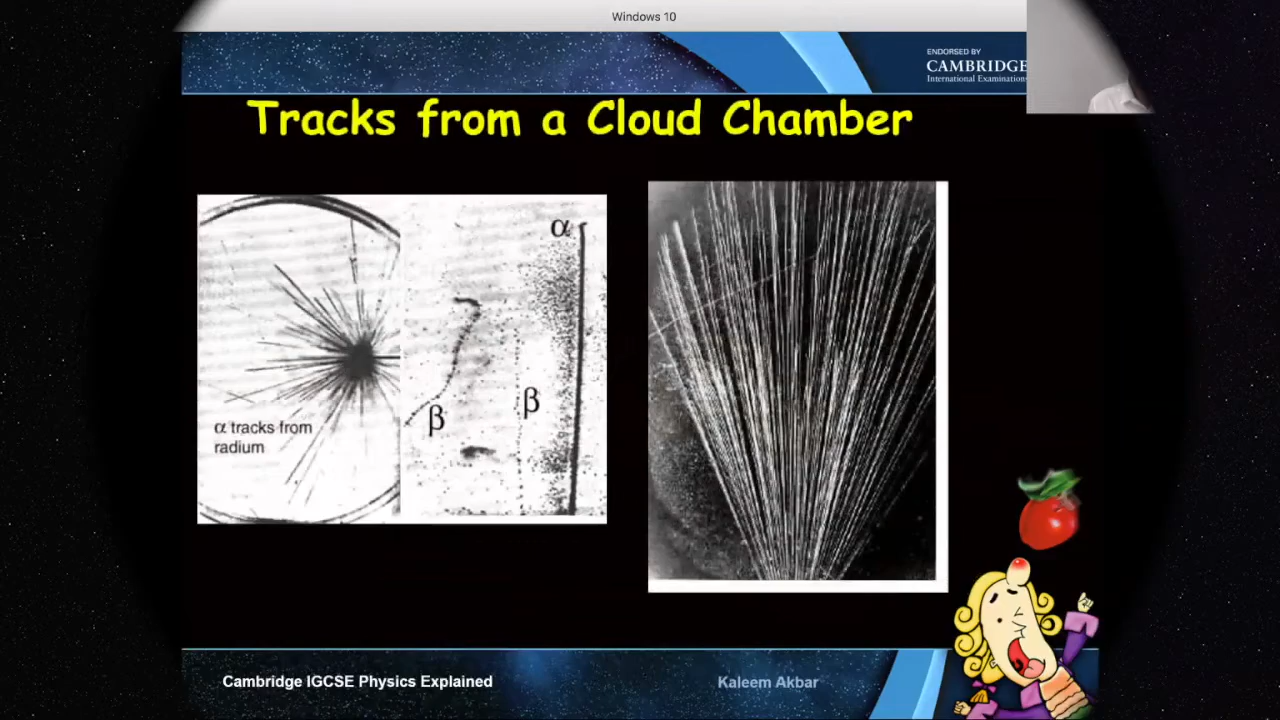 Windows 10
ENDORSED BY
CAMBRIDGE
International Examinations
Tracks from a Cloud Chamber
α
β
β
α tracks from
radium
Cambridge IGCSE Physics Explained
Kaleem Akbar